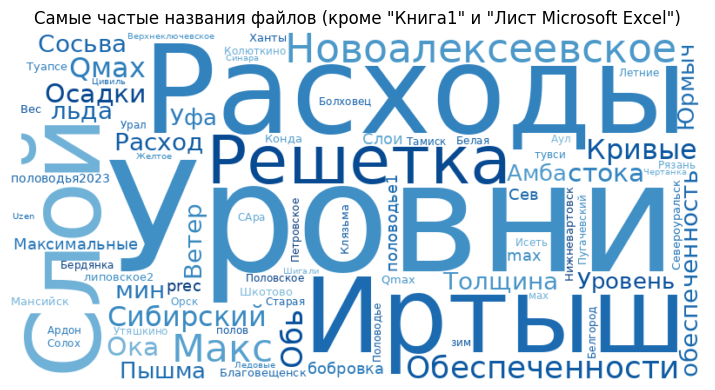 Самые частые названия файлов (кроме "Книга1" и "Лист Microsoft Excel")
Верхнеключевское
Ханты
Сосьва
Новоалексеевское
Колюткино
Синара
Туапсе
Qмах
Расходы
Летние
Юрмыч
Цивиль
Осадки
Болховец
Вес
льда
Урал
Уфа
Слой
Расход
Слои
Тамиск
Белая
Аул
Кривые
Конда
Желтое
Решетка
тувси
Рязань
Чертанка
половодья2023
Уровни
Амба
стока
половодье1
Сев
Uzen
САра
Петровское
Клязьма
Нижневартовск
Пугачевский
Североуральск
Ветер
Максимальные
Исеть
max
обеспеченностью
Бердянка
липовское2
Шигали
Половское
Qmax
Мансийск
мин
prec
Орск
Шкотово
Старая
Толщина
Уровень
мах
Иртыш
Сибирский
Обь
Половодье
Белгород
Ардон
Солох
Утяшкино
полов
зим
Ока
Макс
Ледовые
Пышма
Благовещенск
бобровка
Обеспеченности